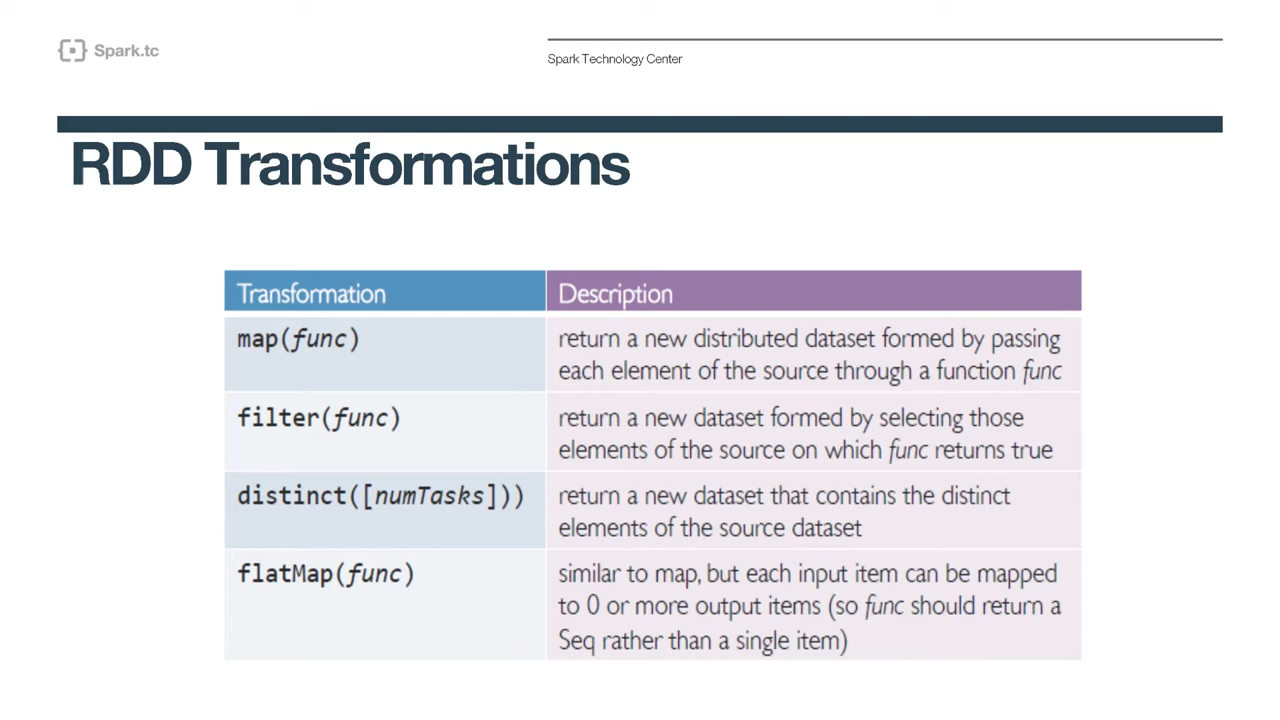 Spark.tc
Spark Technology Center
RDD Transformations
Transformation
Description
map(func)
return a new distributed dataset formed by passing
each element of the source through a function func
filter(func)
return a new dataset formed by selecting those
elements of the source on which func returns true
distinct([numTasks]))
return a new dataset that contains the distinct
elements of the source dataset
flatMap(func)
similar to map, but each input item can be mapped
to 0 or more output items (so func should return a
Seq rather than a single item)